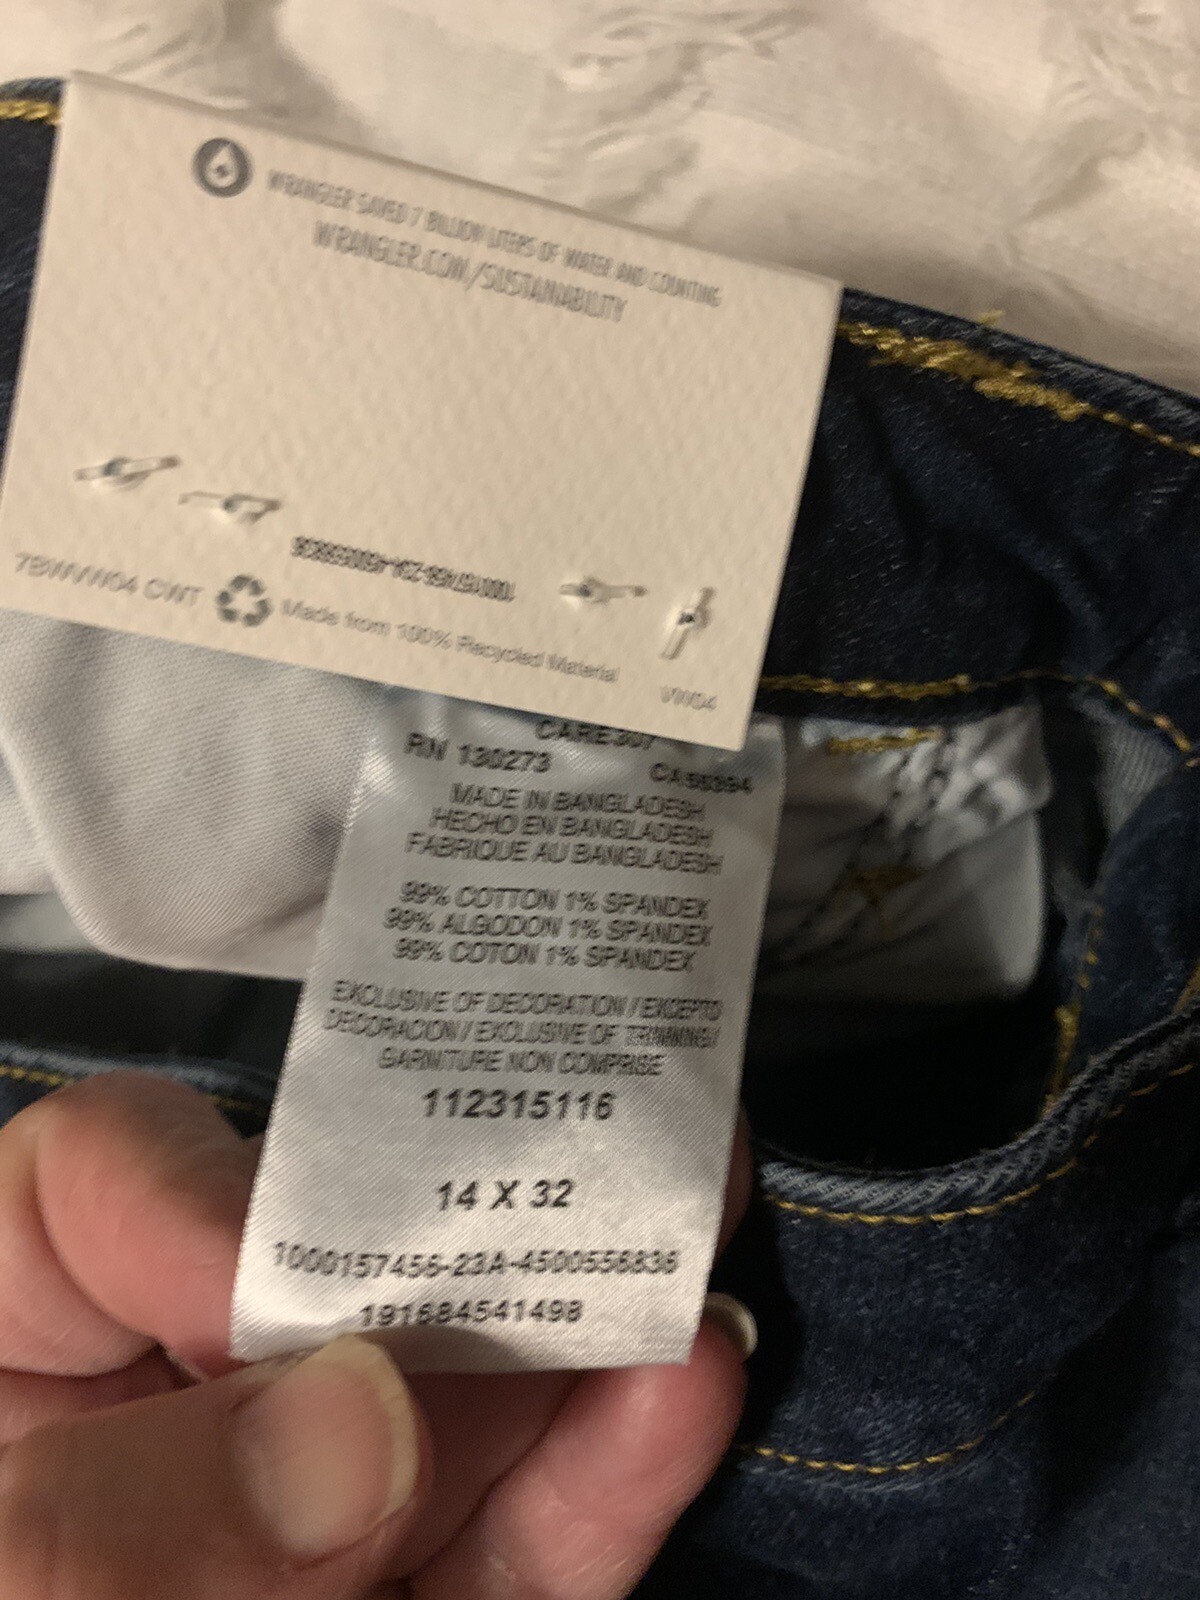 WRANGLER SAVED 7 BILLION LITERS OF WATER AND COUNTING
WRANGLER.COM/SUSTAINABILITY
7BWVW04 CWT
Made from 100% Recycled Material
VW04
CARE307
RN 130273
CA 56394
MADE IN BANGLADESH
HECHO EN BANGLADESH
FABRIQUE AU BANGLADESH
99% COTTON 1% SPANDEX
99% ALGODON 1% SPANDEX
99% COTON 1% SPANDEX
EXCLUSIVE OF DECORATION / EXCEPTO
DECORACION / EXCLUSIVE OF TRIMMING/
GARNITURE NON COMPRISE
112315116
14 X 32
1000157456-23A-4500556836
191684541498